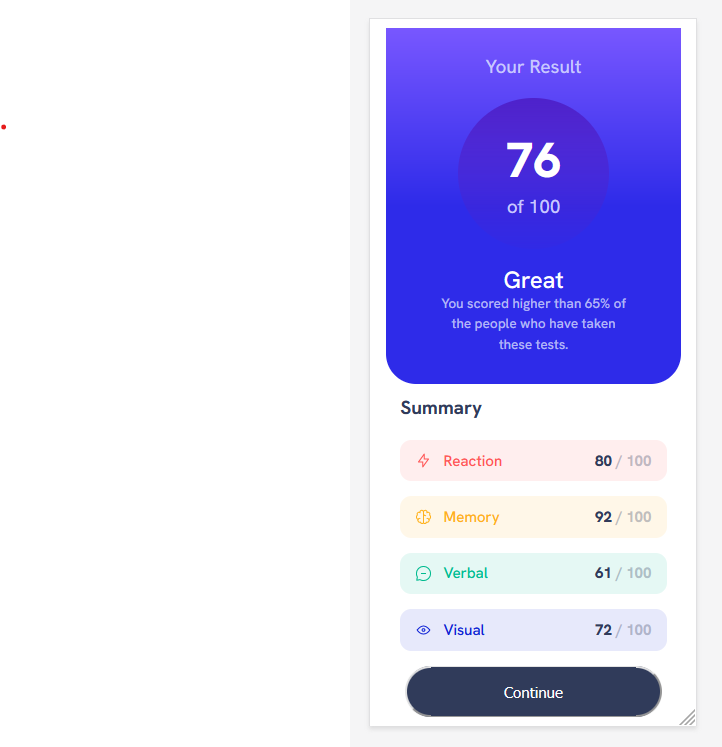 Your Result
76
of 100
Great
You scored higher than 65% of
the people who have taken
these tests.
Summary
Reaction 80 / 100
Memory 92 / 100
Verbal 61 / 100
Visual 72 / 100
Continue